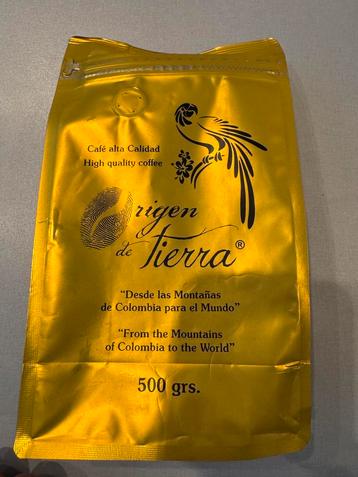 Café alta Calidad
High quality coffee
Origen
de Tierra®
“Desde las Montañas
de Colombia para el Mundo”
“From the Mountains
of Colombia to the World”
500 grs.